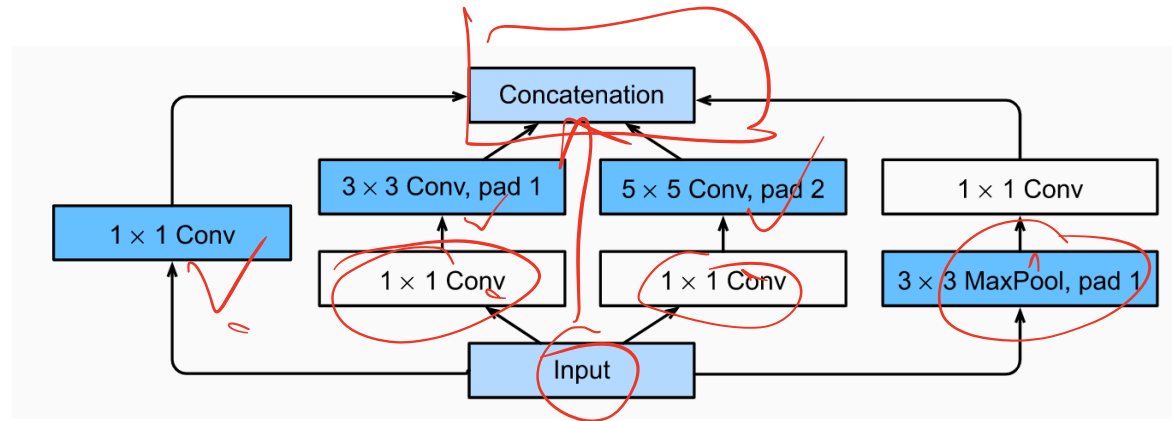 Concatenation
3 × 3 Conv, pad 1
5 × 5 Conv, pad 2
1 × 1 Conv
1 × 1 Conv
1 × 1 Conv
1 × 1 Conv
3 × 3 MaxPool, pad 1
Input